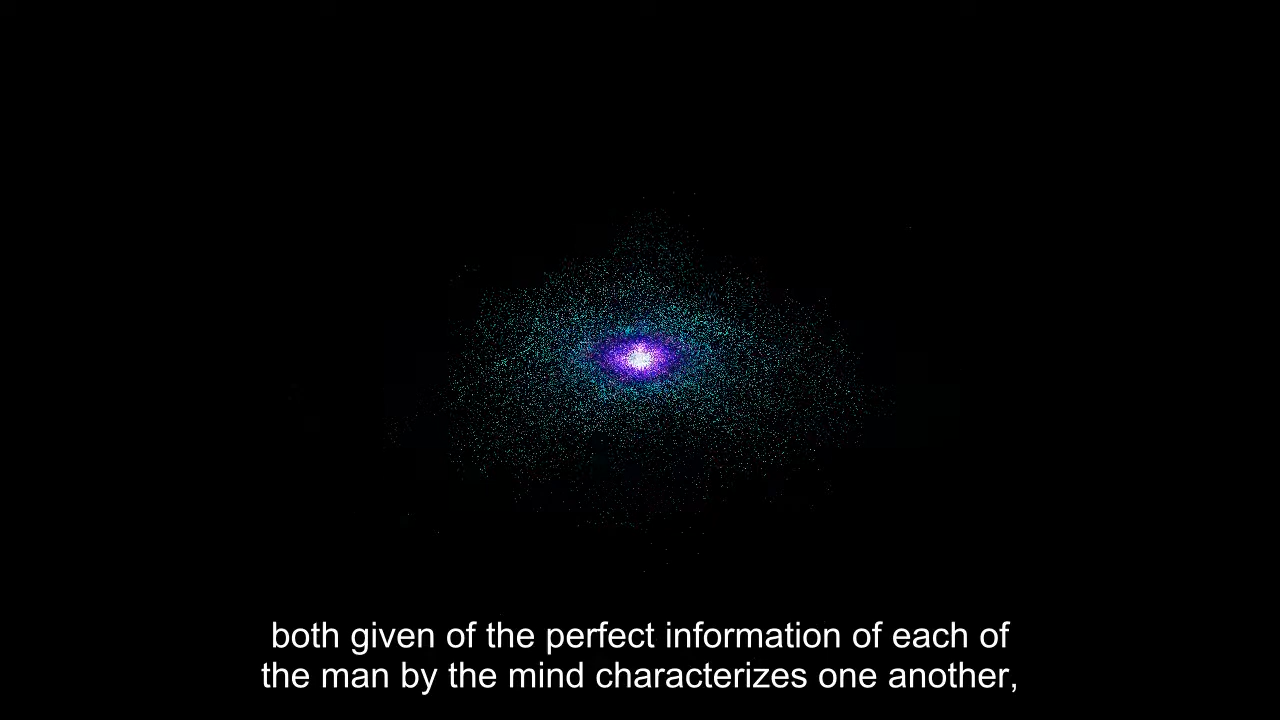 both given of the perfect information of each of
the man by the mind characterizes one another,